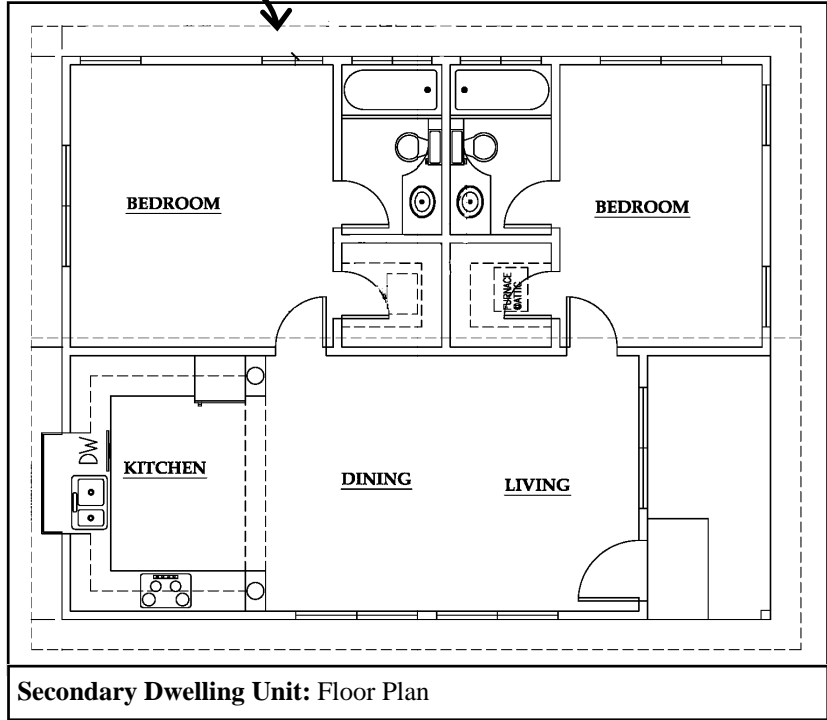 BEDROOM
BEDROOM
FURNACE
@ATTIC
DW
KITCHEN
DINING
LIVING
Secondary Dwelling Unit: Floor Plan